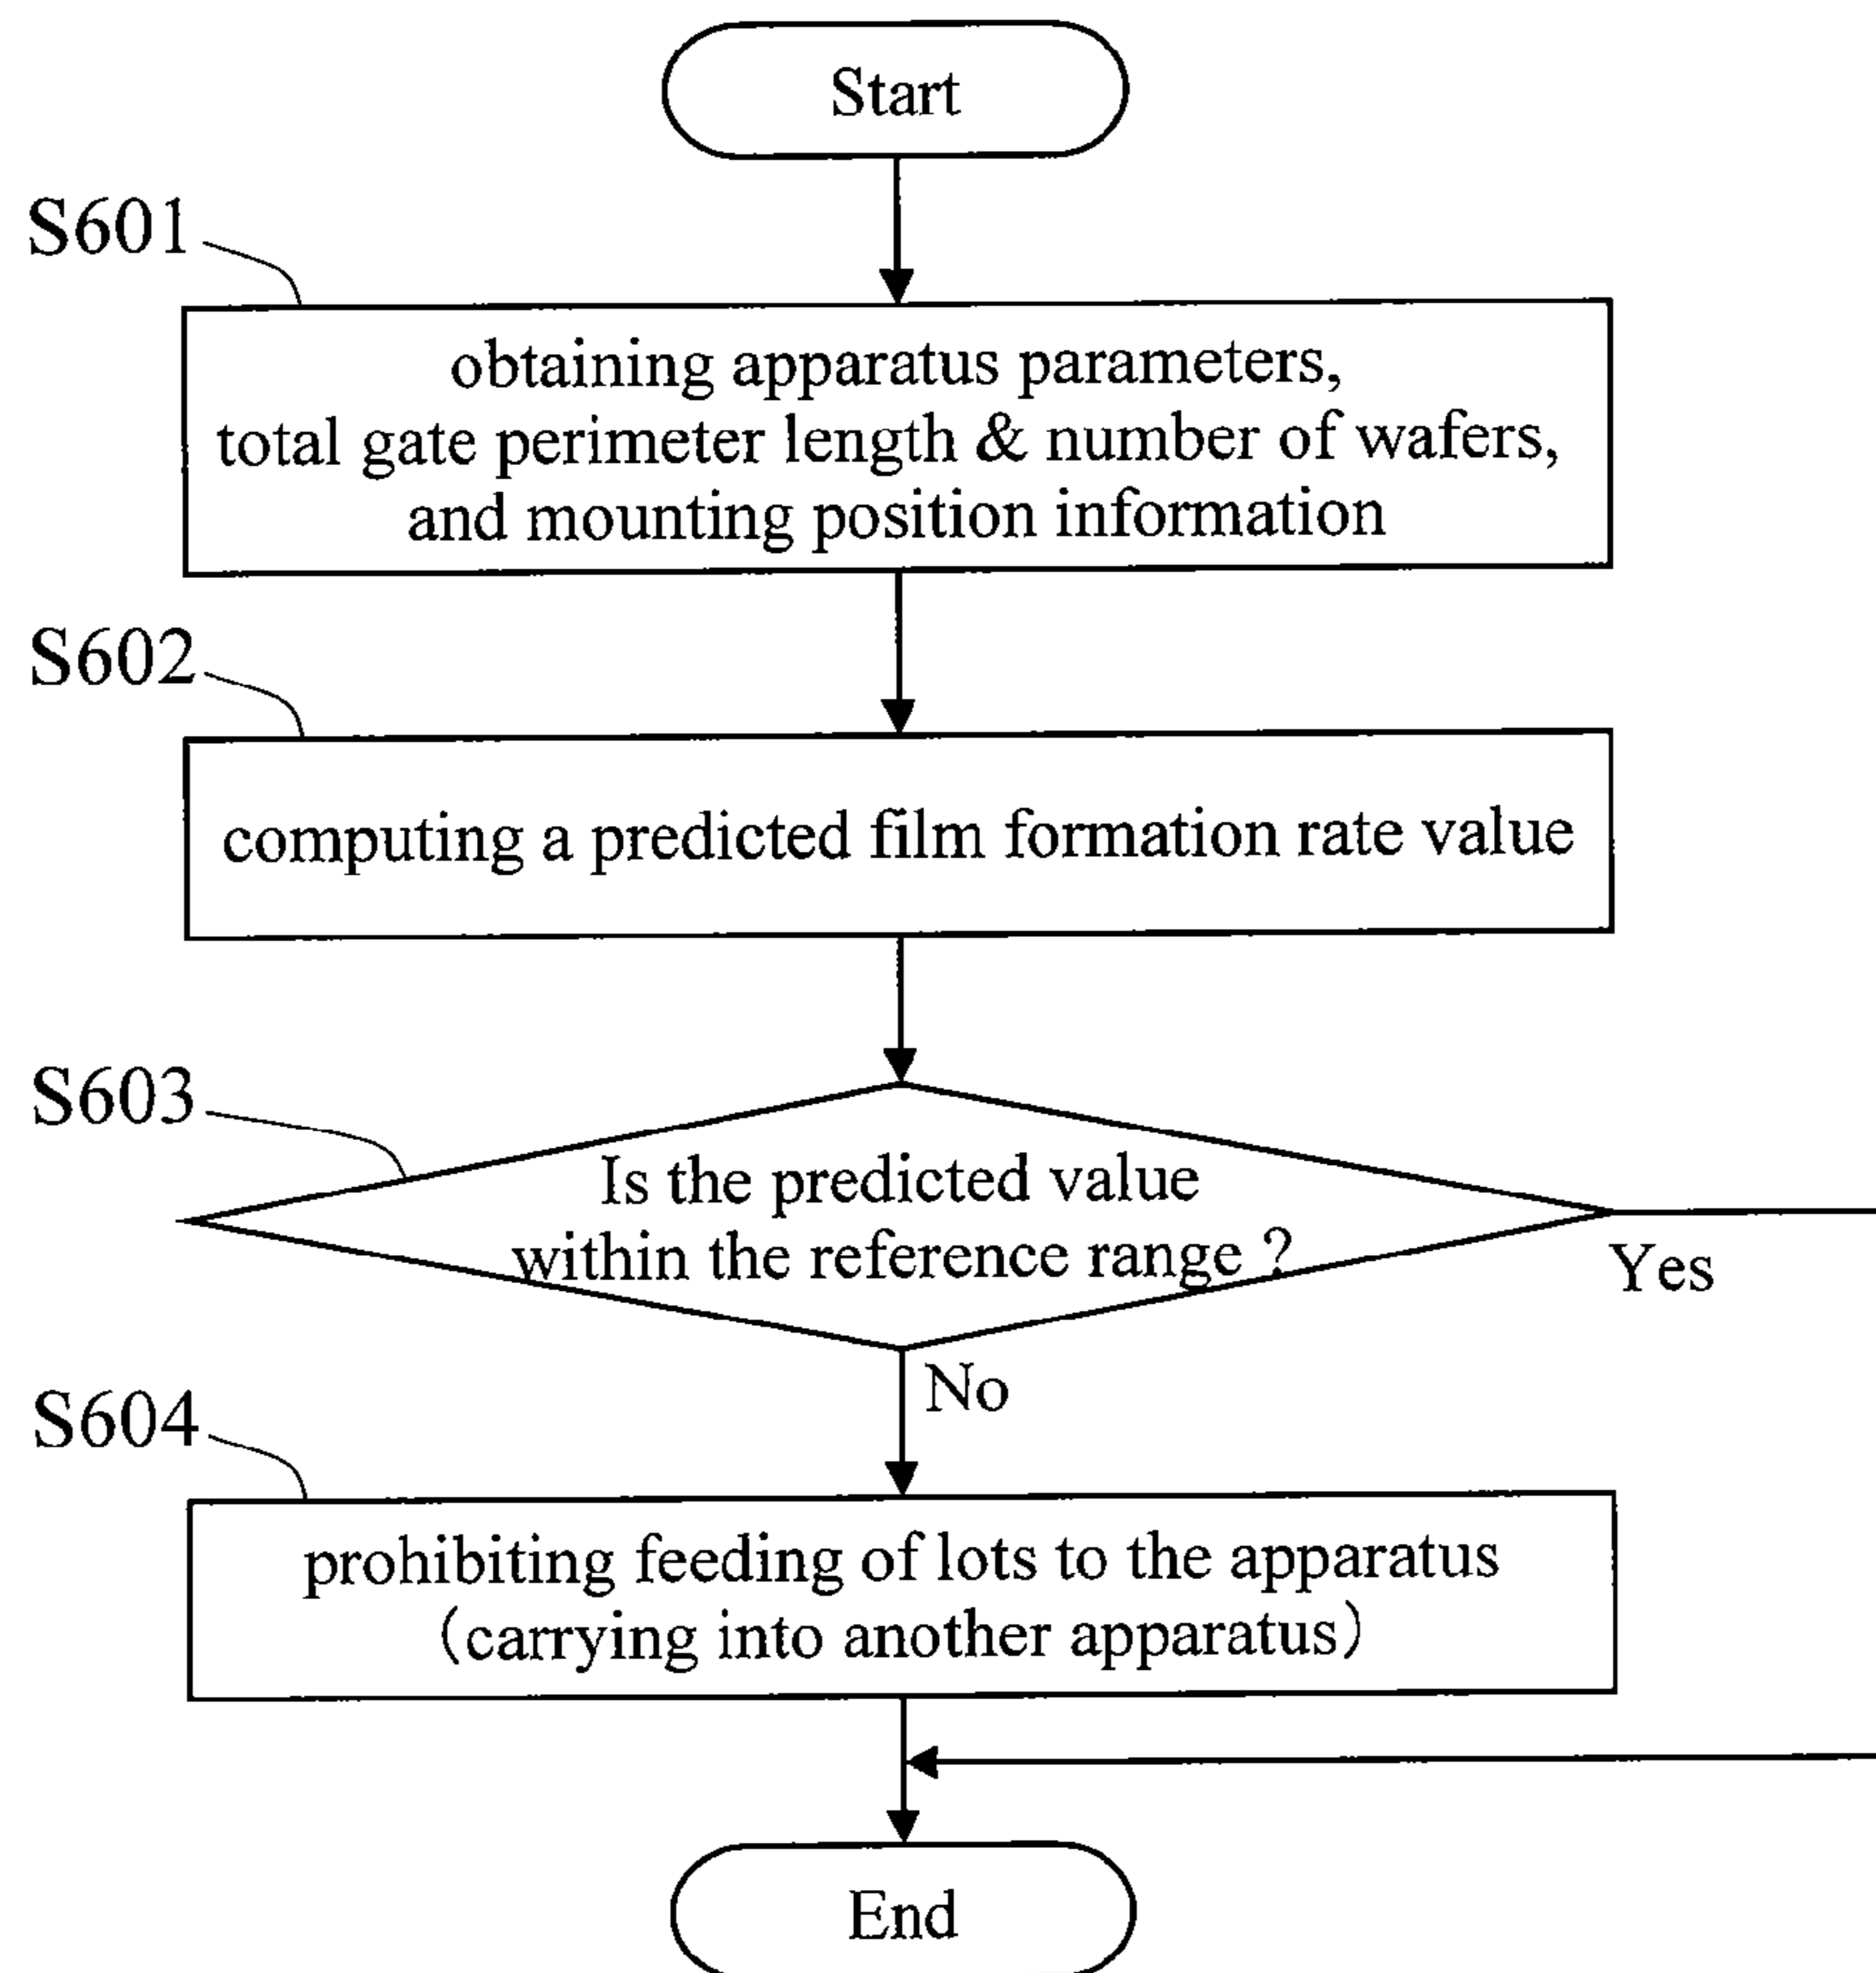 Start
S601
obtaining apparatus parameters,
total gate perimeter length & number of wafers,
and mounting position information
S602
computing a predicted film formation rate value
S603
Is the predicted value
within the reference range ?
Yes
No
S604
prohibiting feeding of lots to the apparatus
(carrying into another apparatus)
End